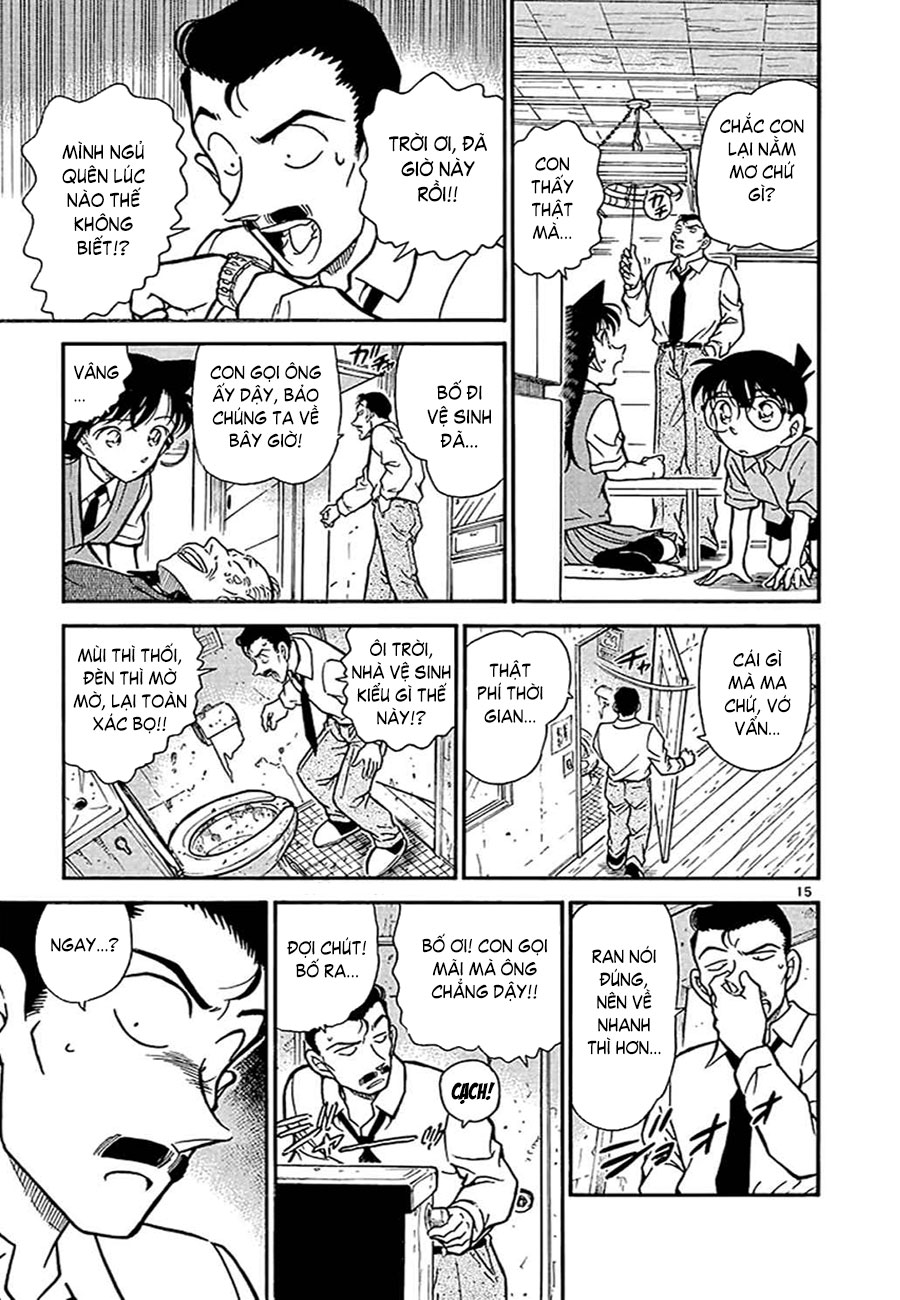 CHẮC CON
LẠI NẰM
MƠ CHỨ
GÌ?
CON
THẤY
THẬT
MÀ...
TRỜI ƠI, ĐÃ
GIỜ NÀY
RỒI!!
MÌNH NGỦ
QUÊN LÚC
NÀO THẾ
KHÔNG
BIẾT!?
BỐ ĐI
VỆ SINH
ĐÃ...
CON GỌI ÔNG
ẤY DẬY, BẢO
CHÚNG TA VỀ
BÂY GIỜ!
VÂNG
...
CÁI GÌ
MÀ MA
CHỨ, VỚ
VẨN...
THẬT
PHÍ THỜI
GIAN...
ÔI TRỜI,
NHÀ VỆ SINH
KIỂU GÌ THẾ
NÀY!?
MÙI THÌ THỐI,
ĐÈN THÌ MỜ
MỜ, LẠI TOÀN
XÁC BỌ!!
15
RAN NÓI
ĐÚNG,
NÊN VỀ
NHANH
THÌ HƠN...
BỐ ƠI! CON GỌI
MÃI MÀ ÔNG
CHẲNG DẬY!!
ĐỢI CHÚT!
BỐ RA...
CẠCH!
NGAY...?